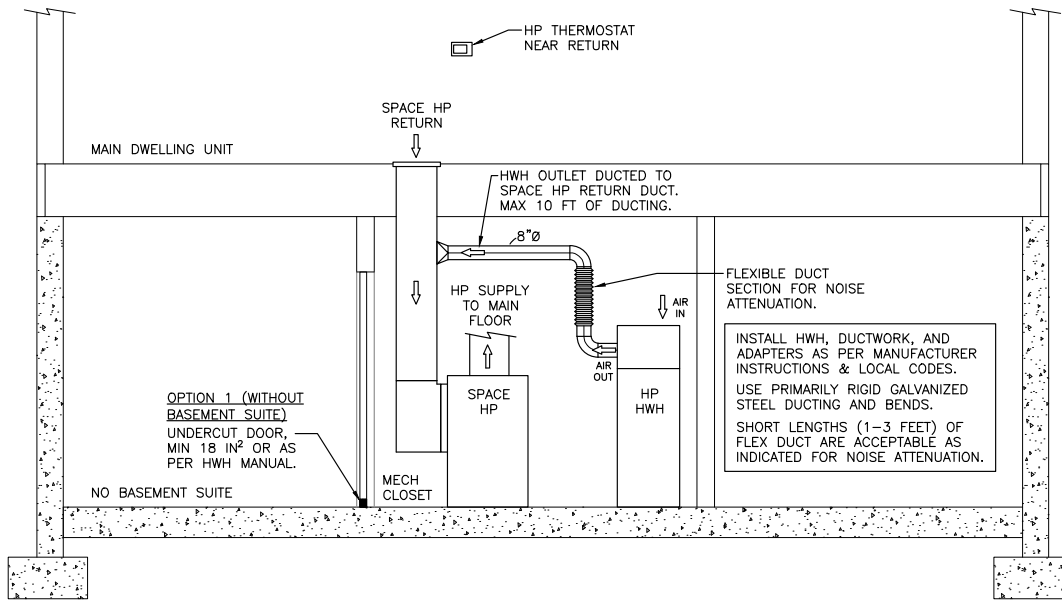 HP THERMOSTAT
NEAR RETURN
SPACE HP
RETURN
MAIN DWELLING UNIT
HWH OUTLET DUCTED TO
SPACE HP RETURN DUCT.
MAX 10 FT OF DUCTING.
8"Ø
FLEXIBLE DUCT
SECTION FOR NOISE
ATTENUATION.
HP SUPPLY
TO MAIN
FLOOR
AIR
IN
AIR
OUT
INSTALL HWH, DUCTWORK, AND
ADAPTERS AS PER MANUFACTURER
INSTRUCTIONS & LOCAL CODES.
USE PRIMARILY RIGID GALVANIZED
STEEL DUCTING AND BENDS.
SHORT LENGTHS (1-3 FEET) OF
FLEX DUCT ARE ACCEPTABLE AS
INDICATED FOR NOISE ATTENUATION.
SPACE
HP
HP
HWH
OPTION 1 (WITHOUT
BASEMENT SUITE)
UNDERCUT DOOR,
MIN 18 IN² OR AS
PER HWH MANUAL.
MECH
CLOSET
NO BASEMENT SUITE